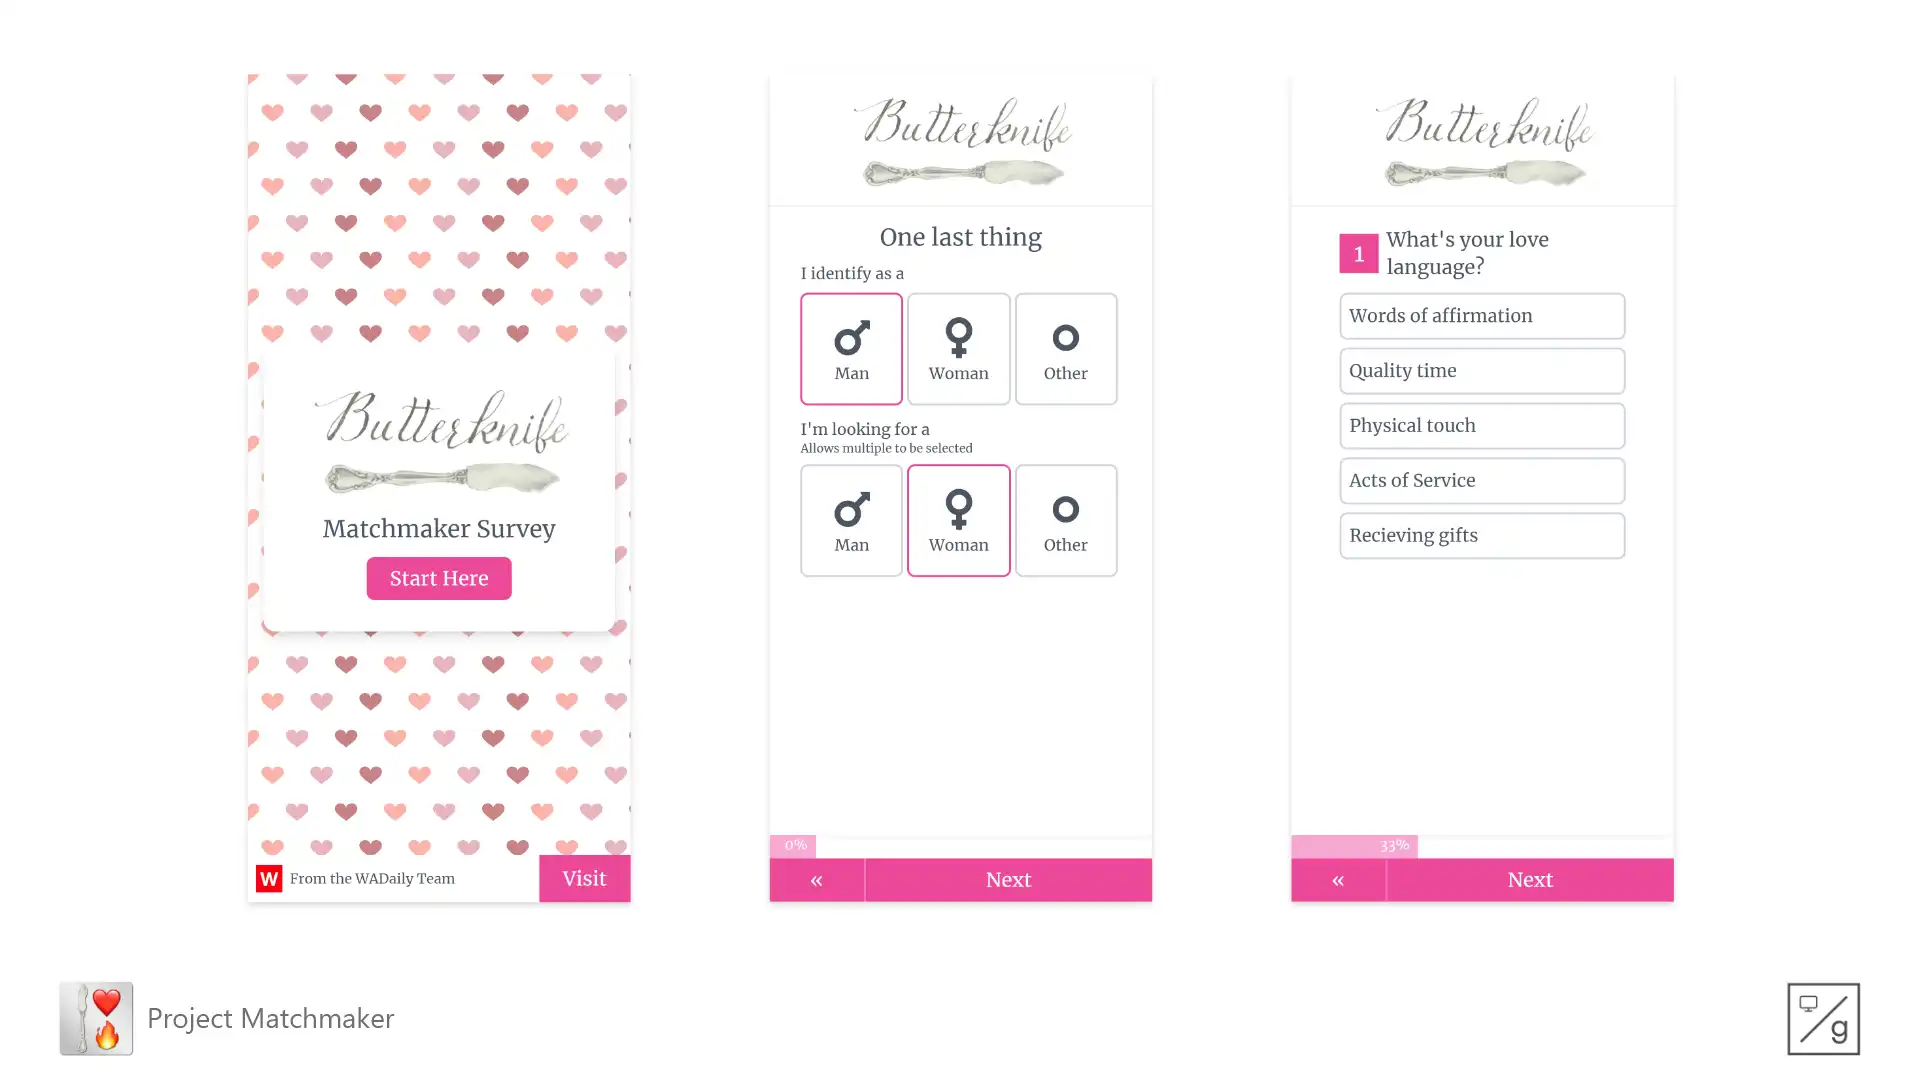 Butterknife
Matchmaker Survey
Start Here
W From the WADaily Team
Visit
Butterknife
One last thing
I identify as a
Man Woman Other
I'm looking for a
Allows multiple to be selected
Man Woman Other
0%
« Next
Butterknife
1 What's your love
language?
Words of affirmation
Quality time
Physical touch
Acts of Service
Recieving gifts
33%
« Next
Project Matchmaker
g